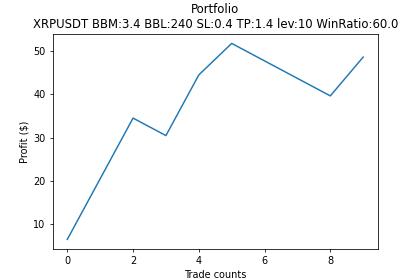 Portfolio
XRPUSDT BBM:3.4 BBL:240 SL:0.4 TP:1.4 lev:10 WinRatio:60.0
50
40
30
20
10
Profit ($)
0 2 4 6 8
Trade counts